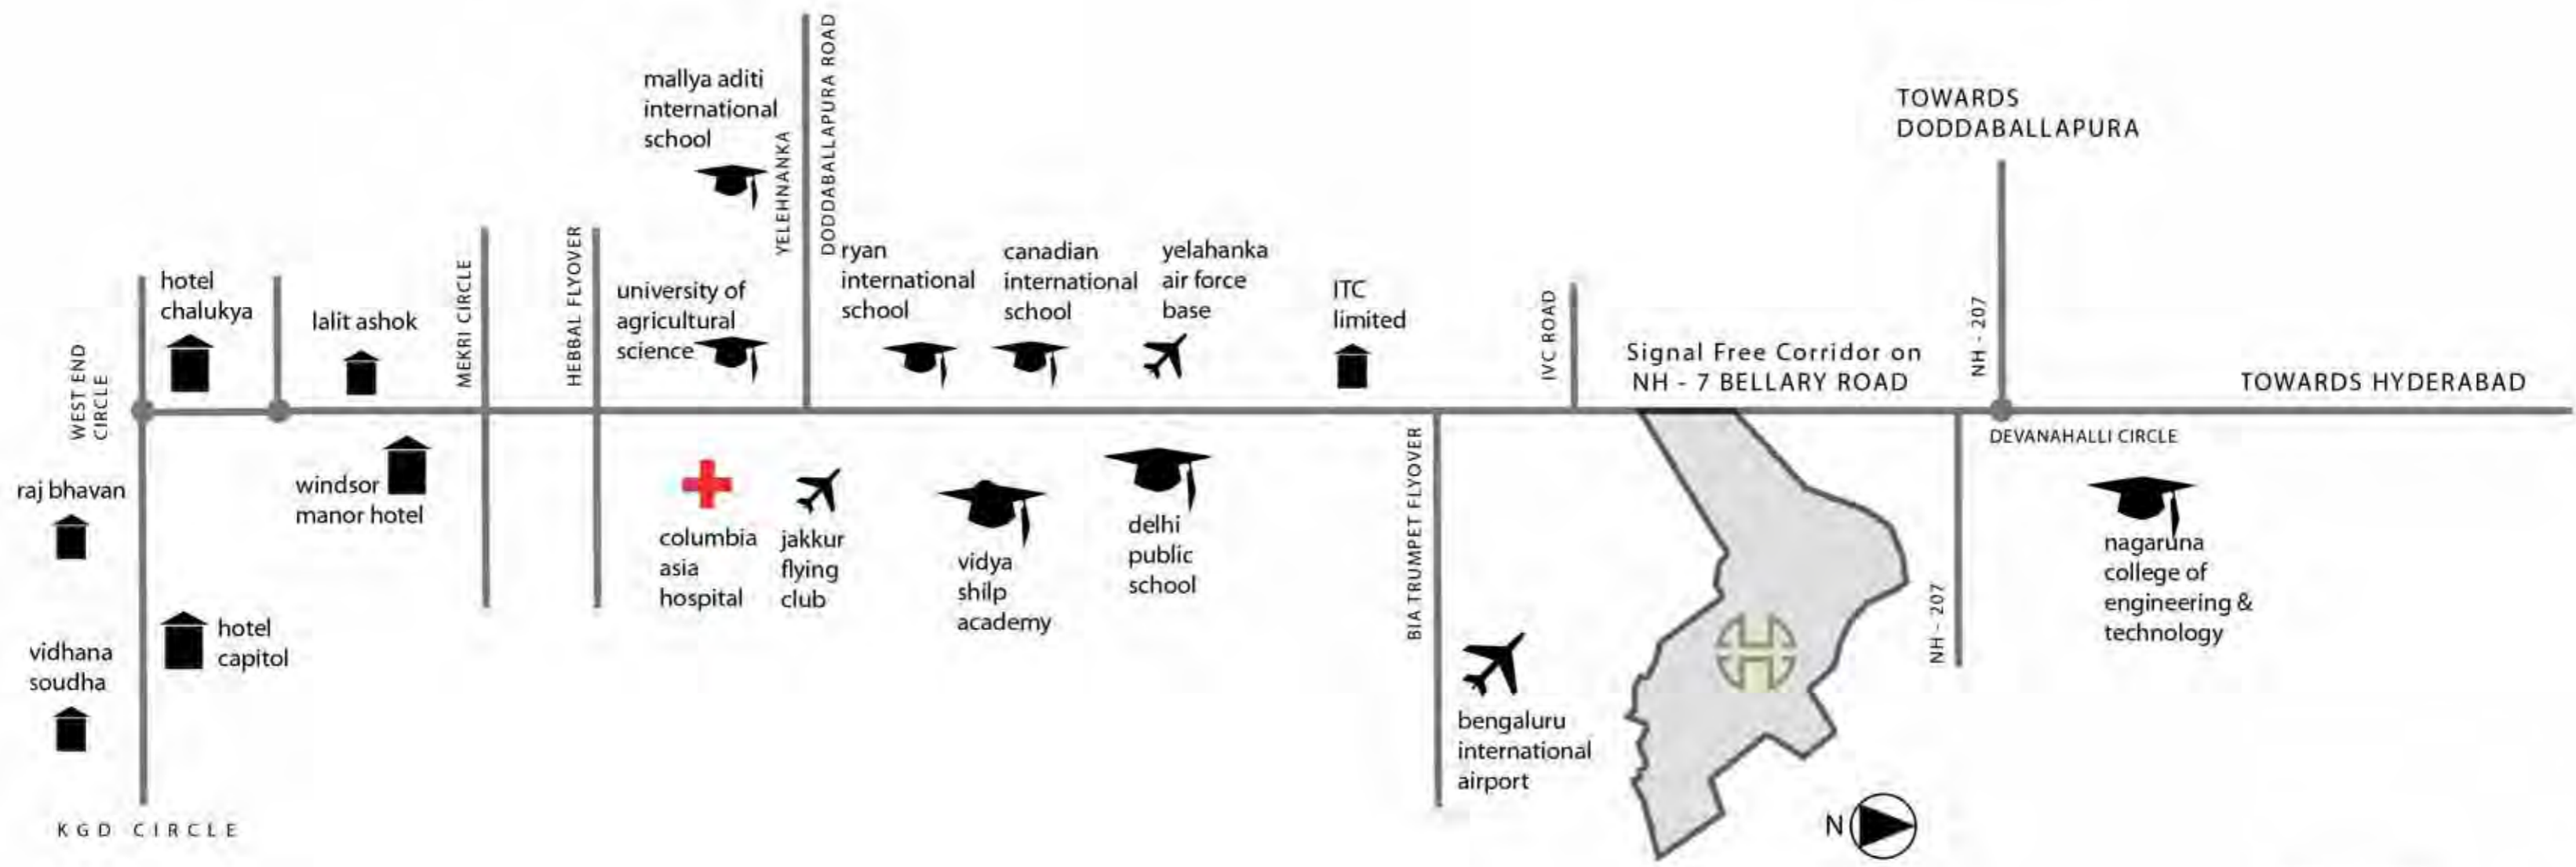 mallya aditi
international
school
YELEHNANKA
DODDABALLAPURA ROAD
TOWARDS
DODDABALLAPURA
hotel
chalukya
lalit ashok
WEST END
CIRCLE
MEKRI CIRCLE
HEBBAL FLYOVER
university of
agricultural
science
ryan
international
school
canadian
international
school
yelahanka
air force
base
ITC
limited
IVC ROAD
Signal Free Corridor on
NH - 7 BELLARY ROAD
NH - 207
TOWARDS HYDERABAD
DEVANAHALLI CIRCLE
raj bhavan
windsor
manor hotel
columbia
asia
hospital
jakkur
flying
club
vidya
shilp
academy
delhi
public
school
BIA TRUMPET FLYOVER
bengaluru
international
airport
H
NH - 207
nagaruna
college of
engineering &
technology
vidhana
soudha
hotel
capitol
KGD CIRCLE
N